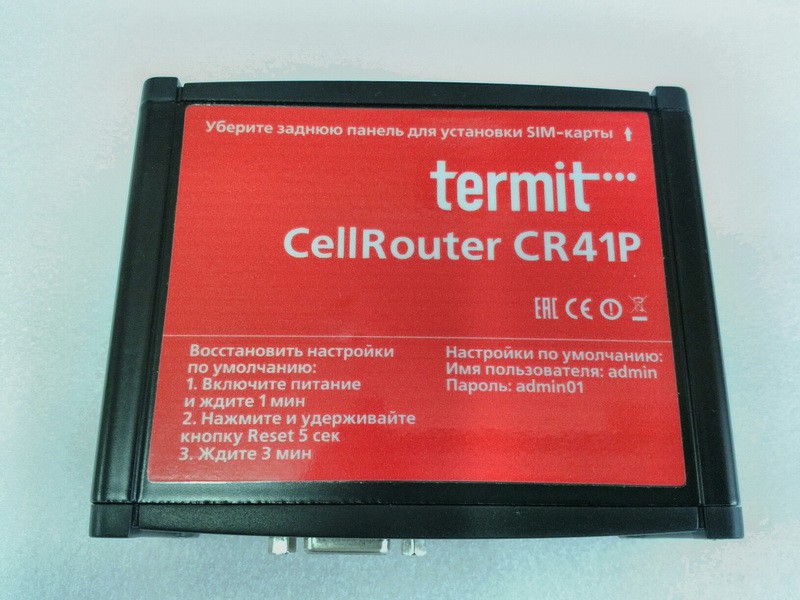 Уберите заднюю панель для установки SIM-карты
termit
CellRouter CR41P
EAC CE
Восстановить настройки
по умолчанию:
1. Включите питание
и ждите 1 мин
2. Нажмите и удерживайте
кнопку Reset 5 сек
3. Ждите 3 мин
Настройки по умолчанию:
Имя пользователя: admin
Пароль: admin01